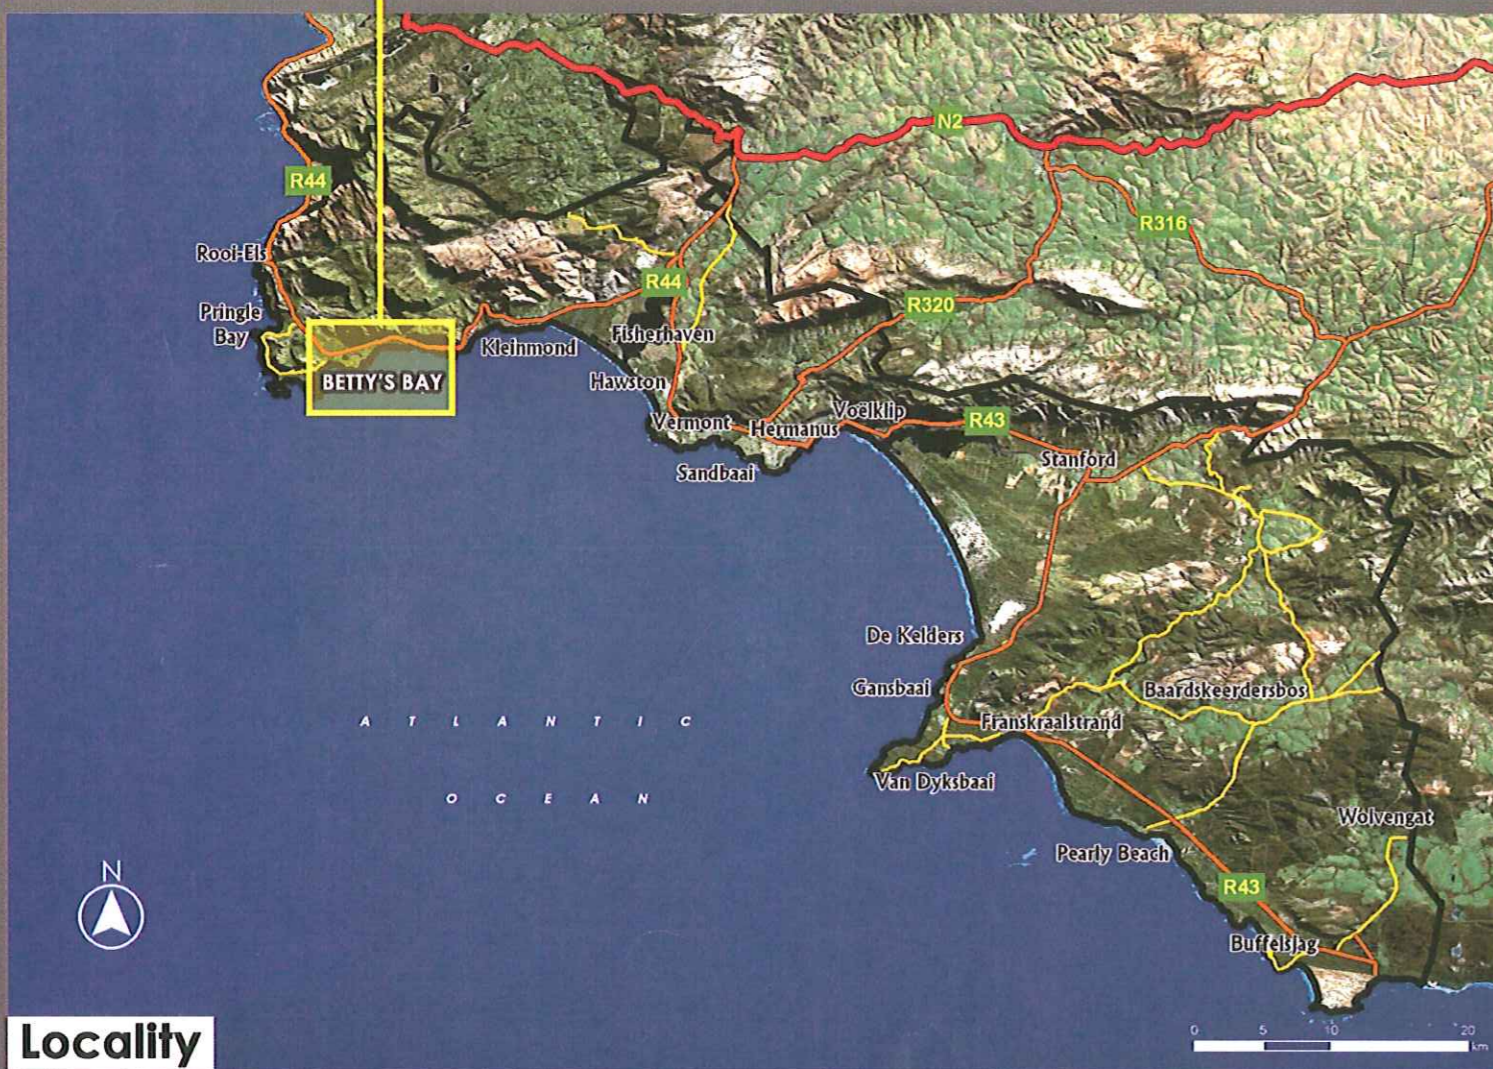 N2
R44
R316
Rooi-Els
R44
R320
Pringle
Bay
Fisherhaven
Kleinmond
BETTY'S BAY
Hawston
Voëlklip
Vermont
Hermanus
R43
Stanford
Sandbaai
De Kelders
Gansbaai
Baardskeerdersbos
Franskraalstrand
ATLANTIC
OCEAN
Van Dyksbaai
Wolvengat
Pearly Beach
N
R43
Buffelsjag
Locality
0 5 10 20
km